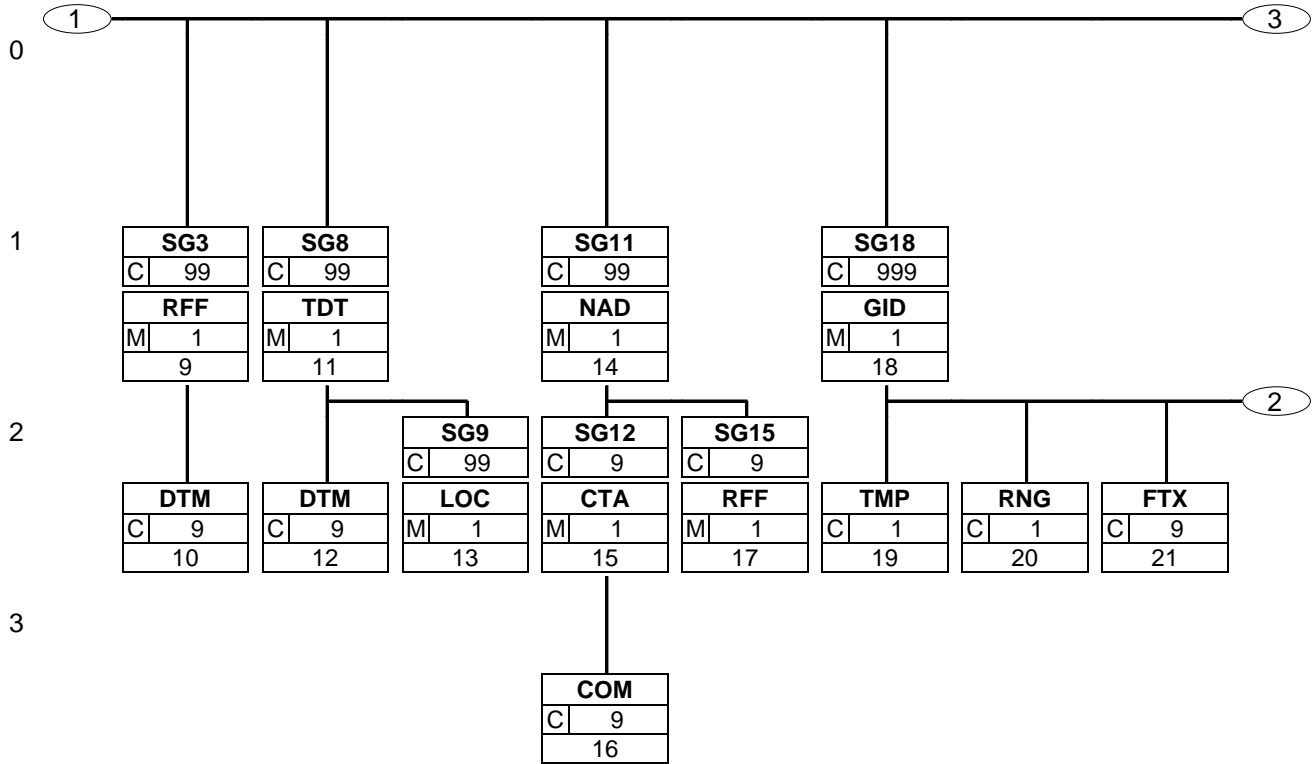 1 3
0
1
SG3 SG8 SG11 SG18
C 99 C 99 C 99 C 999
RFF TDT NAD GID
M 1 M 1 M 1 M 1
9 11 14 18
2
2
SG9 SG12 SG15
C 99 C 9 C 9
DTM DTM LOC CTA RFF TMP RNG FTX
C 9 C 9 M 1 M 1 M 1 C 1 C 1 C 9
10 12 13 15 17 19 20 21
3
COM
C 9
16